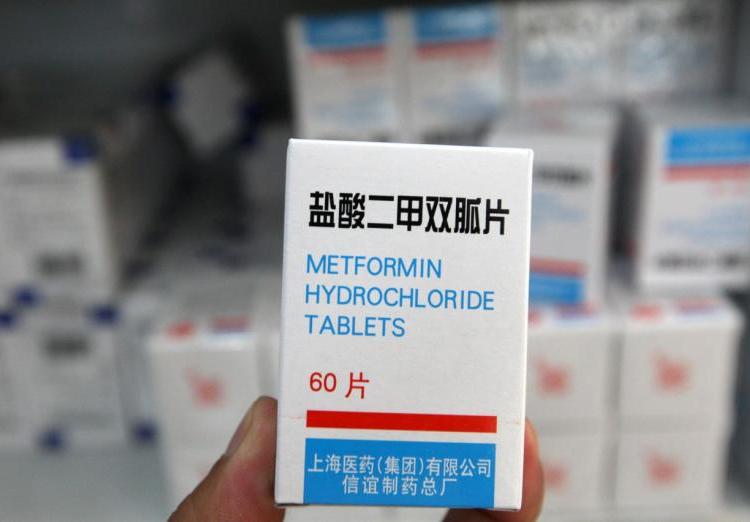 盐酸二甲双胍片
METFORMIN
HYDROCHLORIDE
TABLETS
60 片
上海医药(集团)有限公司
信谊制药总厂